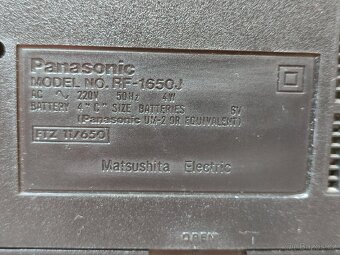 Panasonic
MODEL NO. RF-1650J
AC ∿ 220V 50Hz 4W
BATTERY 4 "C" SIZE BATTERIES 6V
(Panasonic UM-2 OR EQUIVALENT)
FTZ 11/650
Matsushita Electric
OPEN